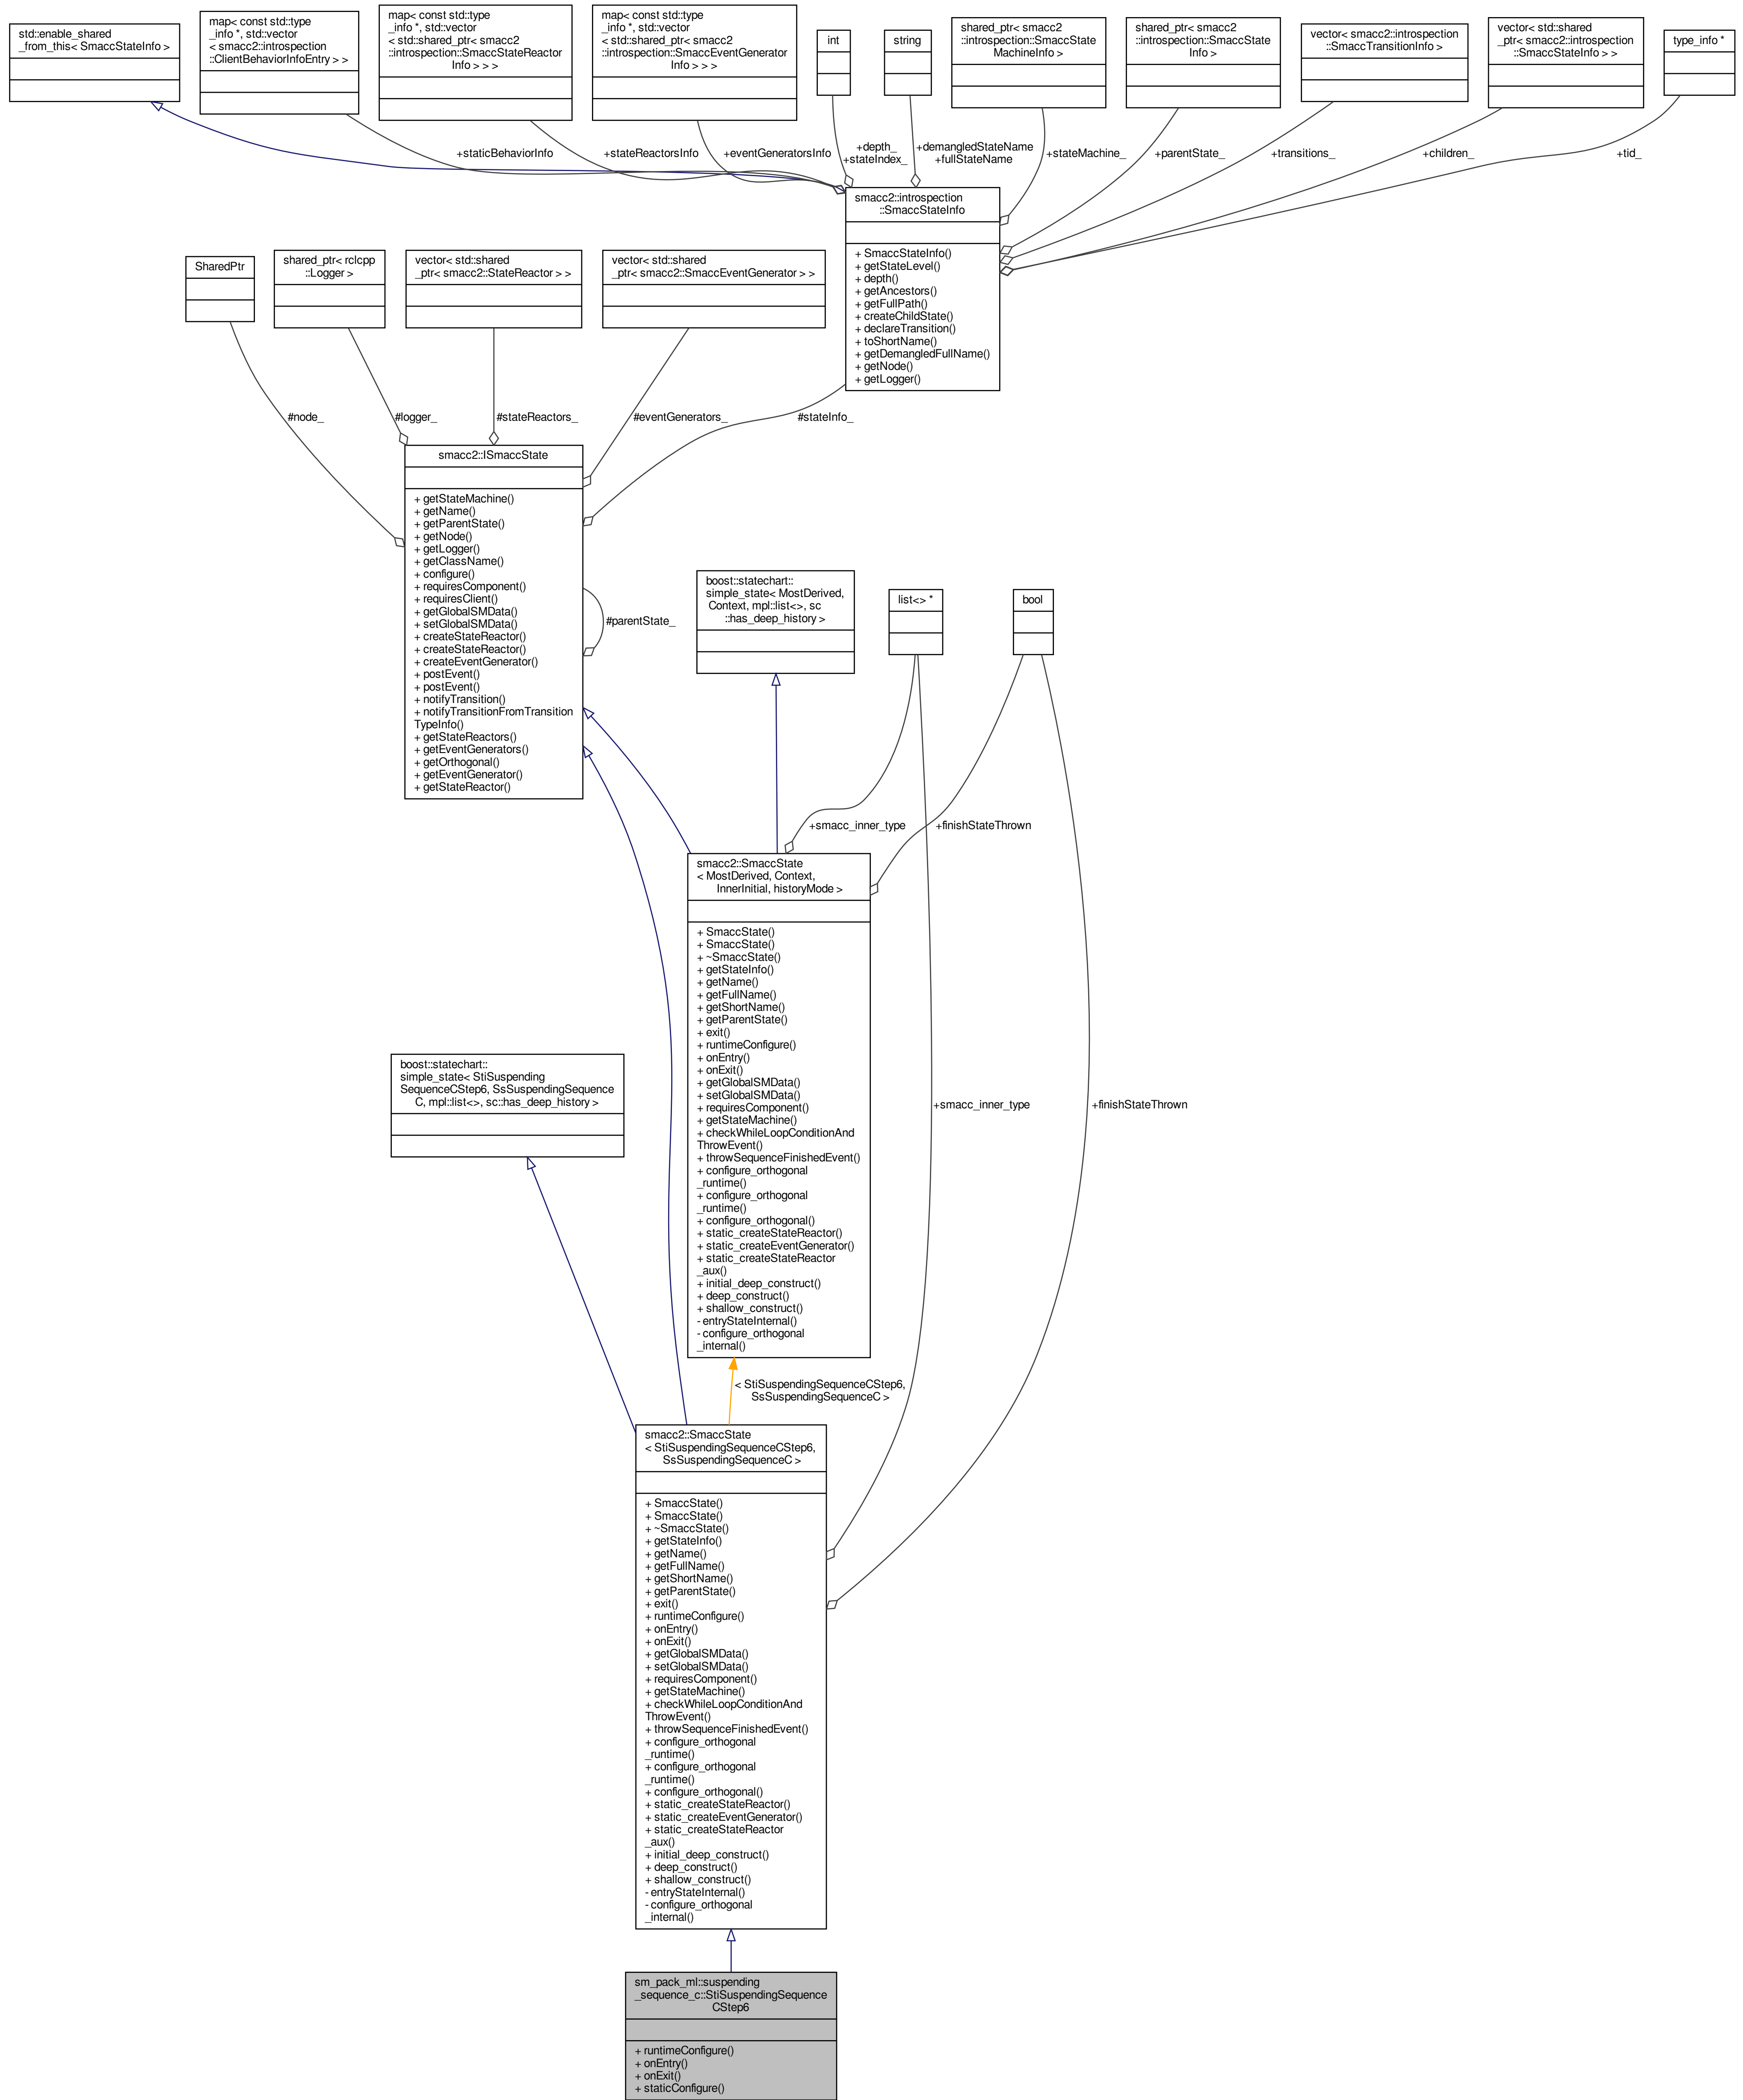 std::enable_shared
_from_this< SmaccStateInfo >
map< const std::type
_info *, std::vector
< smacc2::introspection
::ClientBehaviorInfoEntry > >
map< const std::type
_info *, std::vector
< std::shared_ptr< smacc2
::introspection::SmaccStateReactor
Info > > >
map< const std::type
_info *, std::vector
< std::shared_ptr< smacc2
::introspection::SmaccEventGenerator
Info > > >
int
string
shared_ptr< smacc2
::introspection::SmaccState
MachineInfo >
shared_ptr< smacc2
::introspection::SmaccState
Info >
vector< smacc2::introspection
::SmaccTransitionInfo >
vector< std::shared
_ptr< smacc2::introspection
::SmaccStateInfo > >
type_info *
+staticBehaviorInfo
+stateReactorsInfo
+eventGeneratorsInfo
+depth_
+stateIndex_
+demangledStateName
+fullStateName
+stateMachine_
+parentState_
+transitions_
+children_
+tid_
smacc2::introspection
::SmaccStateInfo
+ SmaccStateInfo()
+ getStateLevel()
+ depth()
+ getAncestors()
+ getFullPath()
+ createChildState()
+ declareTransition()
+ toShortName()
+ getDemangledFullName()
+ getNode()
+ getLogger()
SharedPtr
shared_ptr< rclcpp
::Logger >
vector< std::shared
_ptr< smacc2::StateReactor > >
vector< std::shared
_ptr< smacc2::SmaccEventGenerator > >
#node_
#logger_
#stateReactors_
#eventGenerators_
#stateInfo_
smacc2::ISmaccState
+ getStateMachine()
+ getName()
+ getParentState()
+ getNode()
+ getLogger()
+ getClassName()
+ configure()
+ requiresComponent()
+ requiresClient()
+ getGlobalSMData()
+ setGlobalSMData()
+ createStateReactor()
+ createStateReactor()
+ createEventGenerator()
+ postEvent()
+ postEvent()
+ notifyTransition()
+ notifyTransitionFromTransition
TypeInfo()
+ getStateReactors()
+ getEventGenerators()
+ getOrthogonal()
+ getEventGenerator()
+ getStateReactor()
#parentState_
boost::statechart::
simple_state< MostDerived,
Context, mpl::list<>, sc
::has_deep_history >
list<> *
bool
+smacc_inner_type
+finishStateThrown
smacc2::SmaccState
< MostDerived, Context,
InnerInitial, historyMode >
+ SmaccState()
+ SmaccState()
+ ~SmaccState()
+ getStateInfo()
+ getName()
+ getFullName()
+ getShortName()
+ getParentState()
+ exit()
+ runtimeConfigure()
+ onEntry()
+ onExit()
+ getGlobalSMData()
+ setGlobalSMData()
+ requiresComponent()
+ getStateMachine()
+ checkWhileLoopConditionAnd
ThrowEvent()
+ throwSequenceFinishedEvent()
+ configure_orthogonal
_runtime()
+ configure_orthogonal
_runtime()
+ configure_orthogonal()
+ static_createStateReactor()
+ static_createEventGenerator()
+ static_createStateReactor
_aux()
+ initial_deep_construct()
+ deep_construct()
+ shallow_construct()
- entryStateInternal()
- configure_orthogonal
_internal()
boost::statechart::
simple_state< StiSuspending
SequenceCStep6, SsSuspendingSequence
C, mpl::list<>, sc::has_deep_history >
+smacc_inner_type
+finishStateThrown
< StiSuspendingSequenceCStep6,
SsSuspendingSequenceC >
smacc2::SmaccState
< StiSuspendingSequenceCStep6,
SsSuspendingSequenceC >
+ SmaccState()
+ SmaccState()
+ ~SmaccState()
+ getStateInfo()
+ getName()
+ getFullName()
+ getShortName()
+ getParentState()
+ exit()
+ runtimeConfigure()
+ onEntry()
+ onExit()
+ getGlobalSMData()
+ setGlobalSMData()
+ requiresComponent()
+ getStateMachine()
+ checkWhileLoopConditionAnd
ThrowEvent()
+ throwSequenceFinishedEvent()
+ configure_orthogonal
_runtime()
+ configure_orthogonal
_runtime()
+ configure_orthogonal()
+ static_createStateReactor()
+ static_createEventGenerator()
+ static_createStateReactor
_aux()
+ initial_deep_construct()
+ deep_construct()
+ shallow_construct()
- entryStateInternal()
- configure_orthogonal
_internal()
sm_pack_ml::suspending
_sequence_c::StiSuspendingSequence
CStep6
+ runtimeConfigure()
+ onEntry()
+ onExit()
+ staticConfigure()